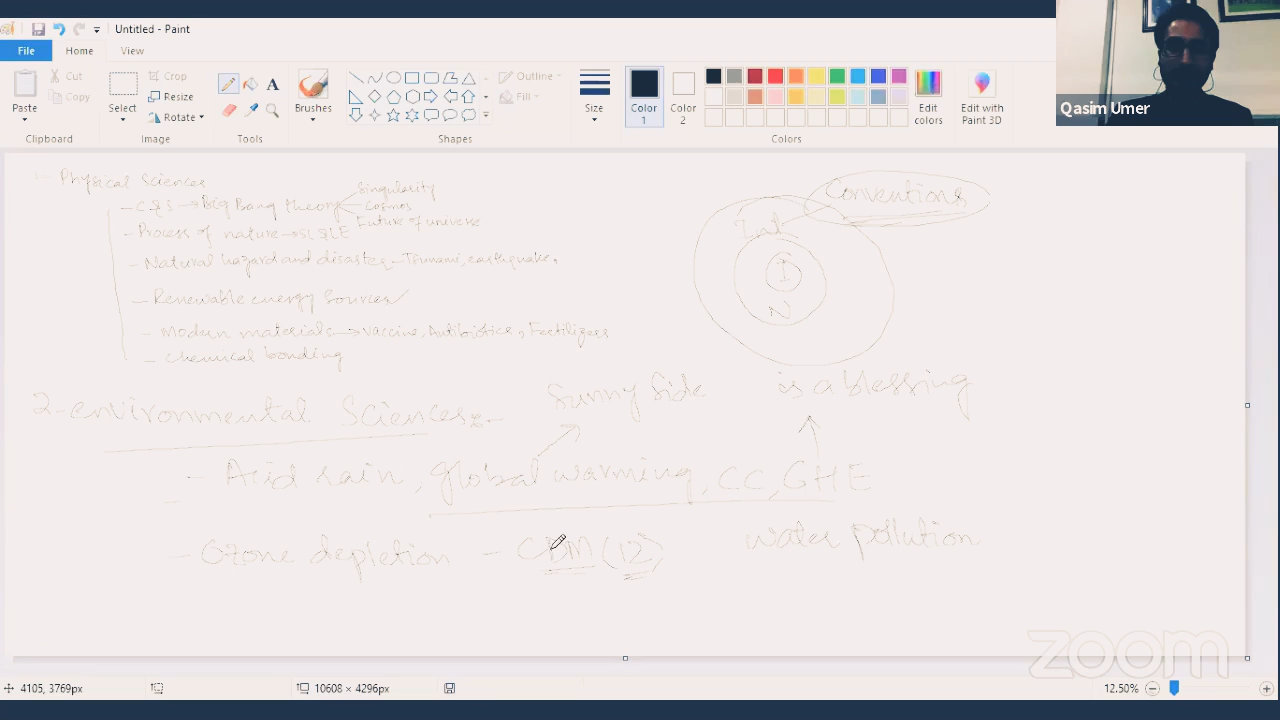 Untitled - Paint
File Home View
Paste
Cut
Copy
Clipboard
Select
Crop
Resize
Rotate
Image
Tools
Brushes
Shapes
Outline
Fill
Size
Color 1
Color 2
Edit colors
Edit with Paint 3D
Colors
Qasim Umer
Physical Sciences
- C&S → Big Bang theory
Singularity
Cosmos
Future of universe
- Process of nature → SE, LE
- Natural hazard and disaster - Tsunami, earthquake,
- Renewable energy Sources
- Modern materials → vaccine, Antibiotics, Fertilizers
- Chemical bonding
Conventions
Int
I
N
Sunny Side is a blessing
2- environmental Sciences:-
- Acid rain, global warming, CC, GHE
- Ozone depletion - CDM (12) water pollution
zoom
4105, 3769px
10608 × 4296px
12.50%